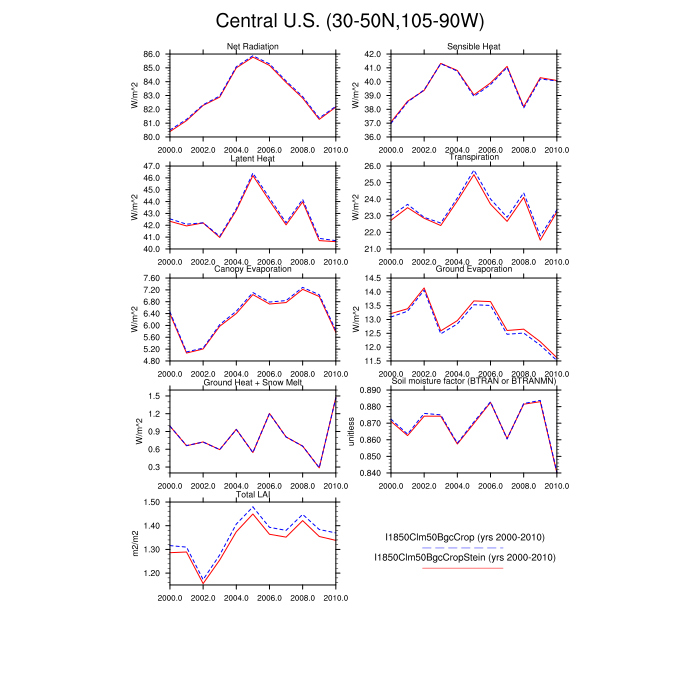 Central U.S. (30-50N,105-90W)
Net Radiation
Sensible Heat
W/m^2
86.0
85.0
84.0
83.0
82.0
81.0
80.0
2000.0 2002.0 2004.0 2006.0 2008.0 2010.0
W/m^2
42.0
41.0
40.0
39.0
38.0
37.0
36.0
2000.0 2002.0 2004.0 2006.0 2008.0 2010.0
Latent Heat
Transpiration
W/m^2
47.0
46.0
45.0
44.0
43.0
42.0
41.0
40.0
2000.0 2002.0 2004.0 2006.0 2008.0 2010.0
W/m^2
26.0
25.0
24.0
23.0
22.0
21.0
2000.0 2002.0 2004.0 2006.0 2008.0 2010.0
Canopy Evaporation
Ground Evaporation
W/m^2
7.60
7.20
6.80
6.40
6.00
5.60
5.20
4.80
2000.0 2002.0 2004.0 2006.0 2008.0 2010.0
W/m^2
14.5
14.0
13.5
13.0
12.5
12.0
11.5
2000.0 2002.0 2004.0 2006.0 2008.0 2010.0
Ground Heat + Snow Melt
Soil moisture factor (BTRAN or BTRANMN)
W/m^2
1.5
1.2
0.9
0.6
0.3
2000.0 2002.0 2004.0 2006.0 2008.0 2010.0
unitless
0.890
0.880
0.870
0.860
0.850
0.840
2000.0 2002.0 2004.0 2006.0 2008.0 2010.0
Total LAI
m2/m2
1.50
1.40
1.30
1.20
2000.0 2002.0 2004.0 2006.0 2008.0 2010.0
I1850Clm50BgcCrop (yrs 2000-2010)
I1850Clm50BgcCropStein (yrs 2000-2010)